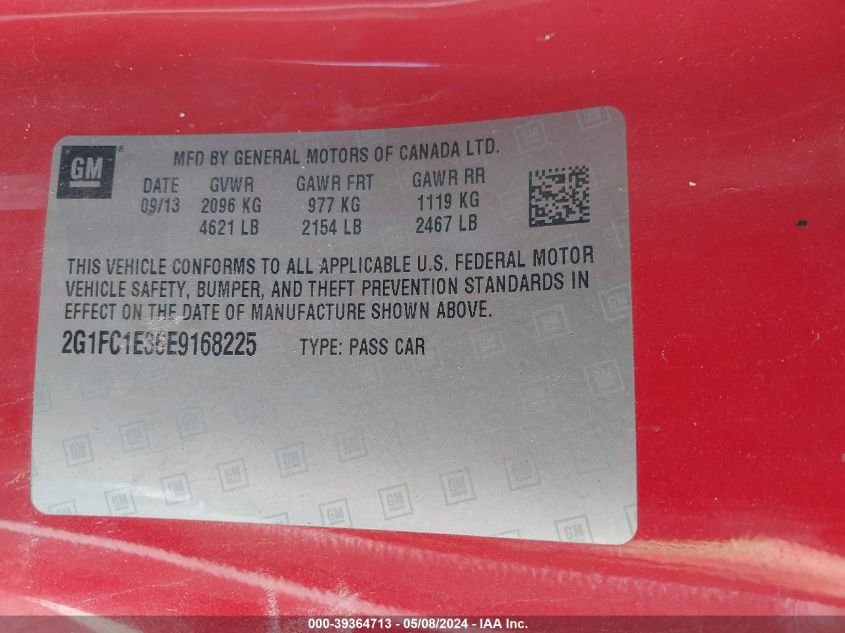 GM
MFD BY GENERAL MOTORS OF CANADA LTD.
DATE GVWR GAWR FRT GAWR RR
09/13 2096 KG 977 KG 1119 KG
4621 LB 2154 LB 2467 LB
THIS VEHICLE CONFORMS TO ALL APPLICABLE U.S. FEDERAL MOTOR
VEHICLE SAFETY, BUMPER, AND THEFT PREVENTION STANDARDS IN
EFFECT ON THE DATE OF MANUFACTURE SHOWN ABOVE.
2G1FC1E36E9168225 TYPE: PASS CAR
000-39364713 - 05/08/2024 - IAA Inc.